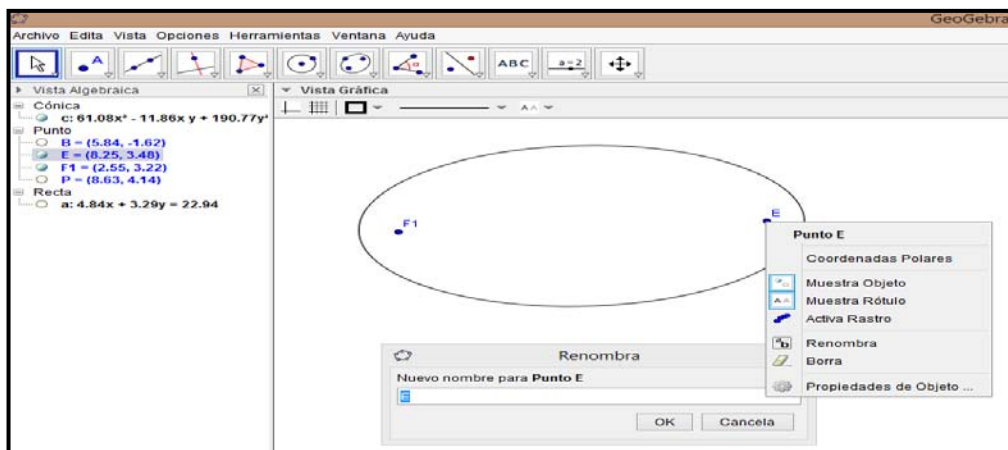 GeoGebra
Archivo Edita Vista Opciones Herramientas Ventana Ayuda
A
ABC
a=2
Vista Algebraica
Vista Gráfica
Cónica
c: 61.08x² - 11.86x y + 190.77y²
Punto
B = (5.84, -1.62)
E = (8.25, 3.48)
F1 = (2.55, 3.22)
P = (8.63, 4.14)
Recta
a: 4.84x + 3.29y = 22.94
F1
E
Punto E
Coordenadas Polares
Muestra Objeto
AA Muestra Rótulo
Activa Rastro
Renombra
Borra
Propiedades de Objeto ...
Renombra
Nuevo nombre para Punto E
E
OK Cancela